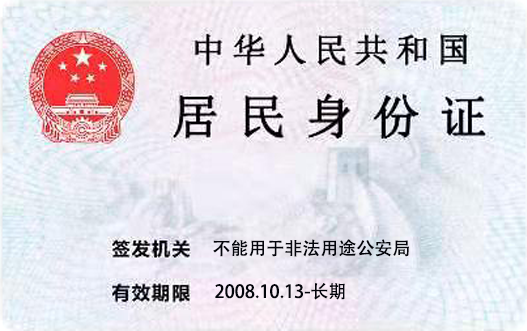 中华人民共和国
居民身份证
签发机关 不能用于非法用途公安局
有效期限 2008.10.13-长期